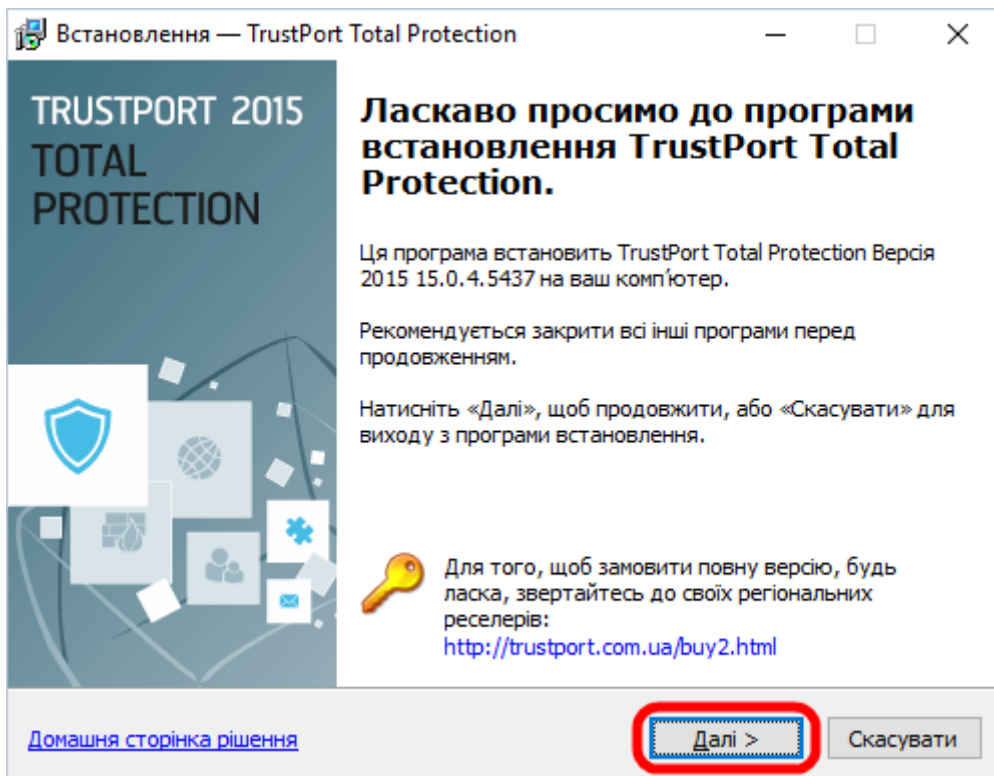 Встановлення — TrustPort Total Protection
TRUSTPORT 2015
TOTAL
PROTECTION
Ласкаво просимо до програми
встановлення TrustPort Total
Protection.
Ця програма встановить TrustPort Total Protection Версія
2015 15.0.4.5437 на ваш комп’ютер.
Рекомендується закрити всі інші програми перед
продовженням.
Натисніть «Далі», щоб продовжити, або «Скасувати» для
виходу з програми встановлення.
Для того, щоб замовити повну версію, будь
ласка, звертайтесь до своїх регіональних
реселерів:
http://trustport.com.ua/buy2.html
Домашня сторінка рішення
Далі >
Скасувати